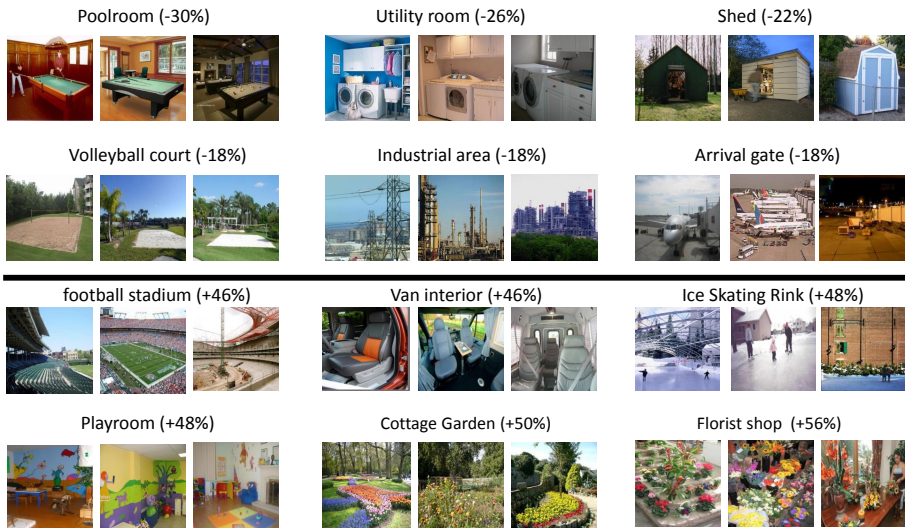 Poolroom (-30%)
Utility room (-26%)
Shed (-22%)
Volleyball court (-18%)
Industrial area (-18%)
Arrival gate (-18%)
football stadium (+46%)
Van interior (+46%)
Ice Skating Rink (+48%)
Playroom (+48%)
Cottage Garden (+50%)
Florist shop (+56%)